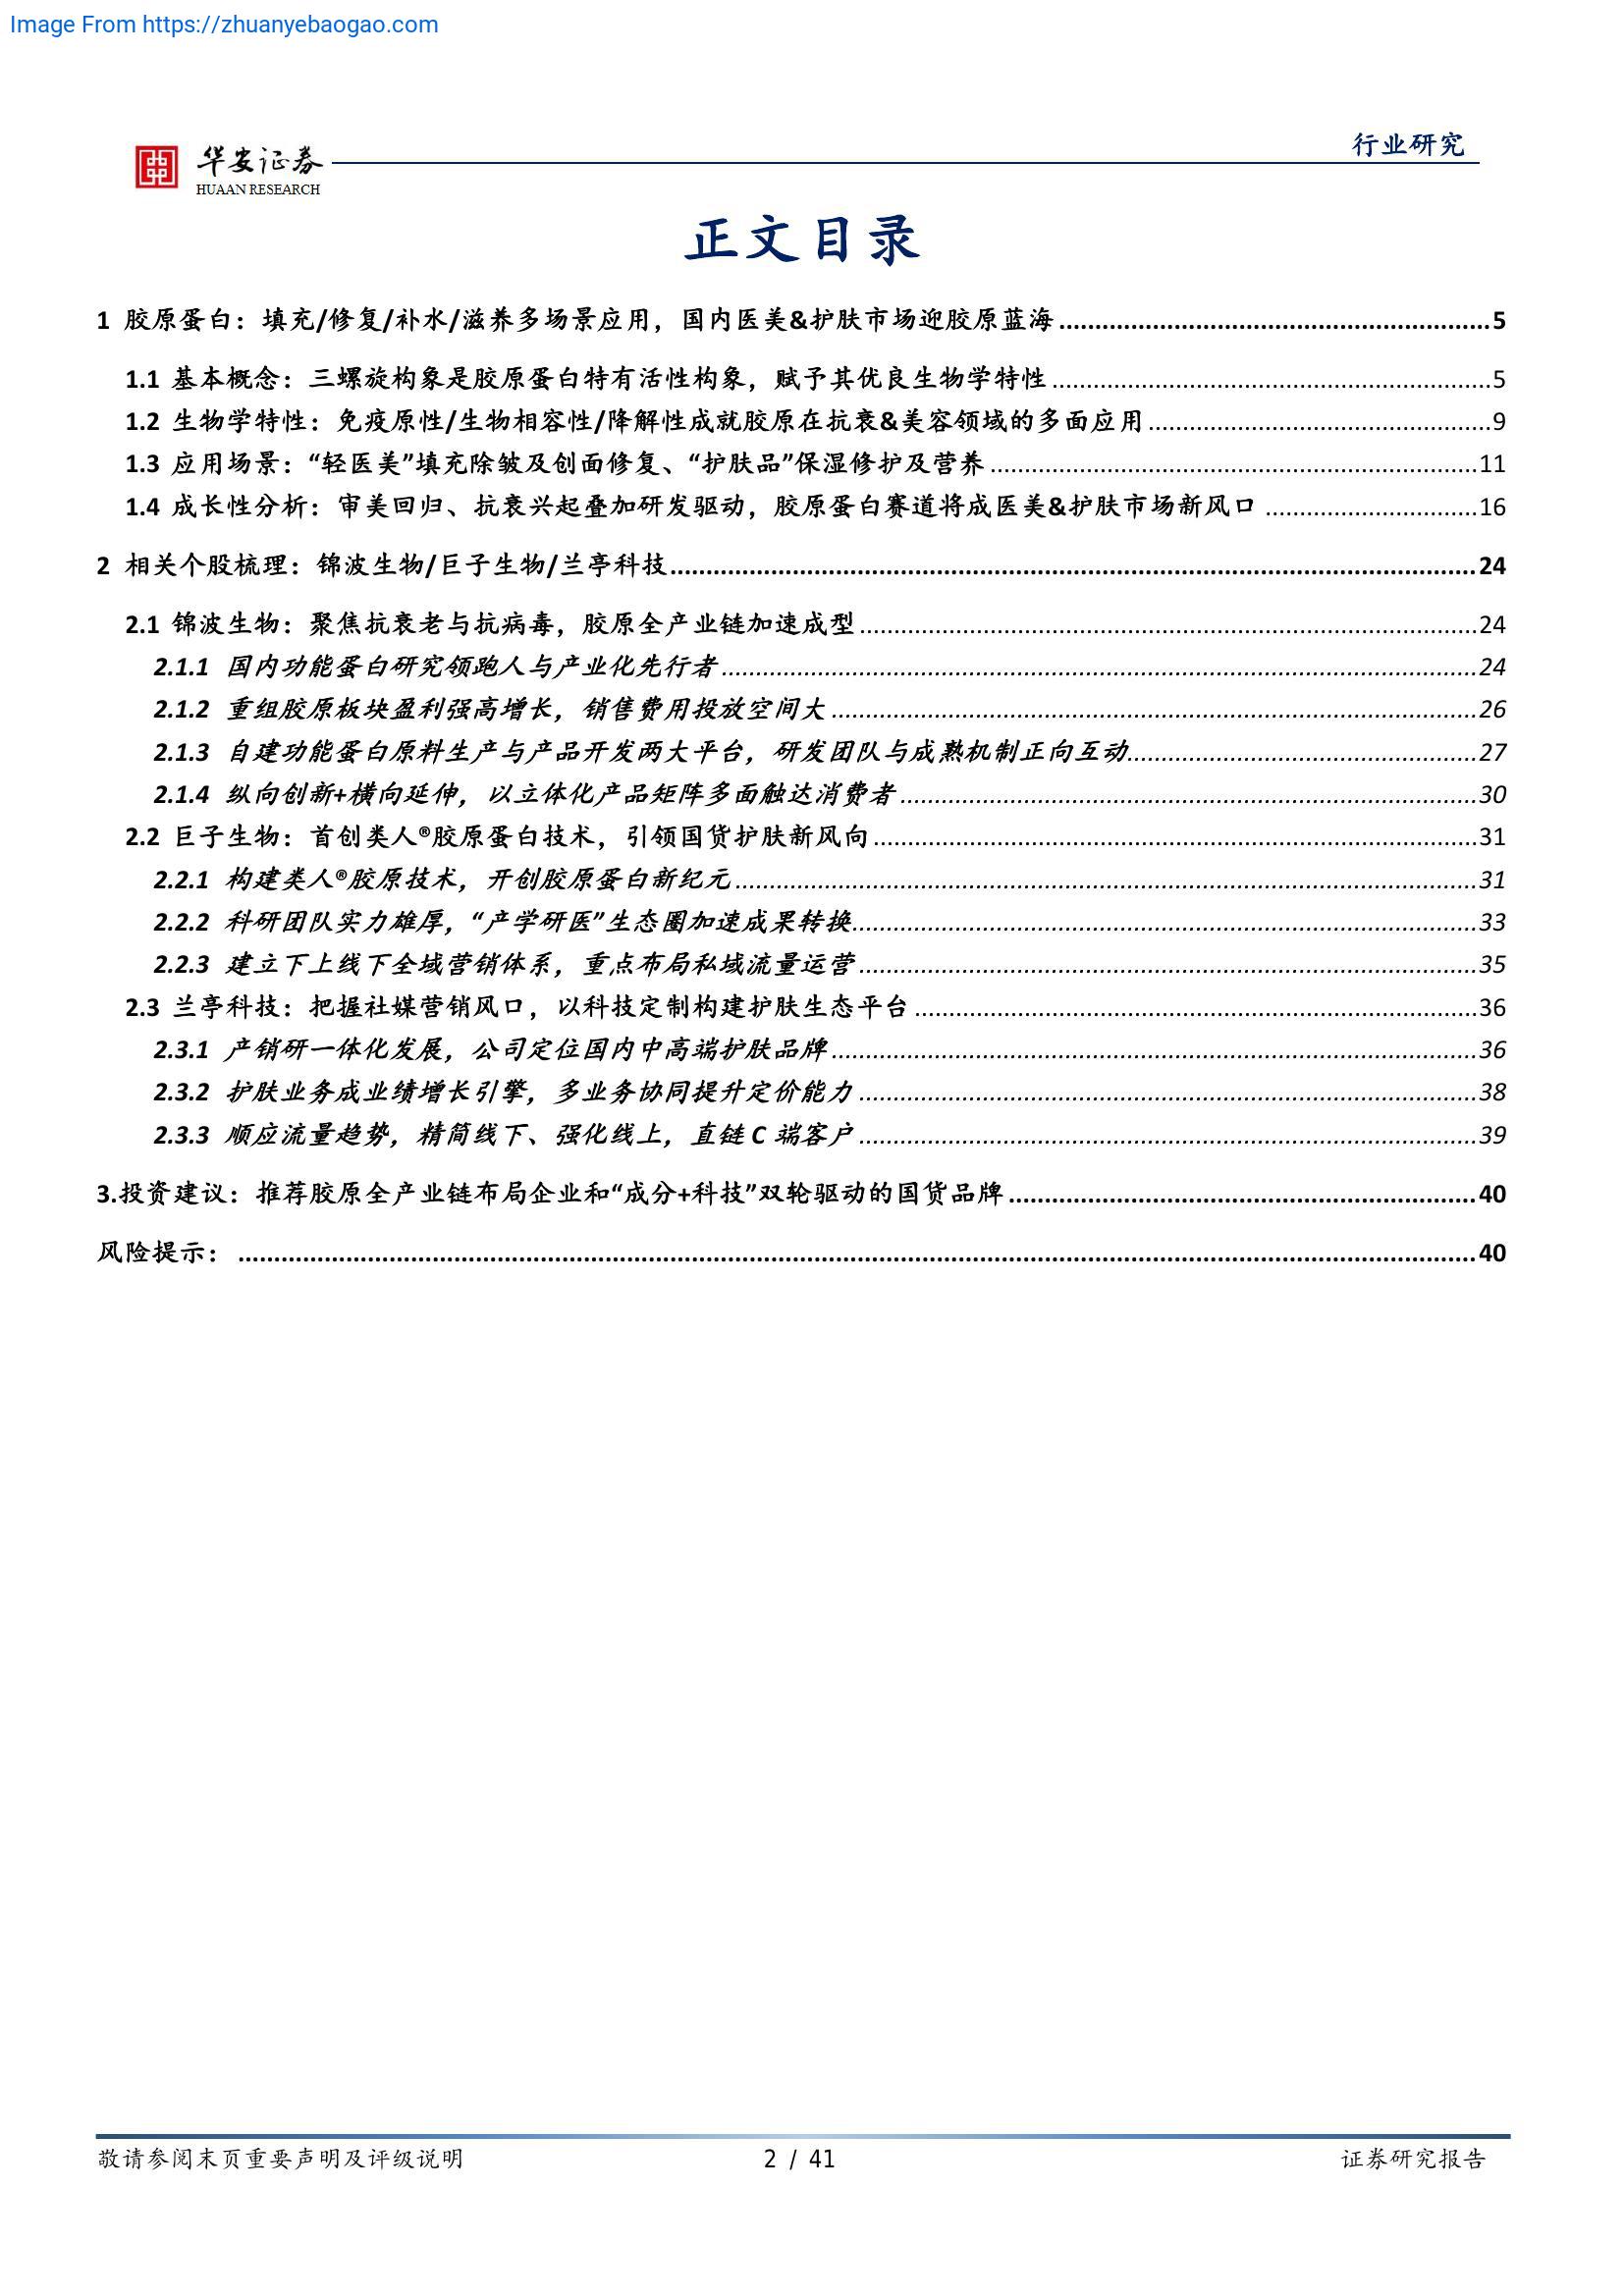 Image From https://zhuanyebaogao.com
华安证券
HUAAN RESEARCH
行业研究
正文目录
1 胶原蛋白：填充/修复/补水/滋养多场景应用，国内医美&护肤市场迎胶原蓝海 5
1.1 基本概念：三螺旋构象是胶原蛋白特有活性构象，赋予其优良生物学特性 5
1.2 生物学特性：免疫原性/生物相容性/降解性成就胶原在抗衰&美容领域的多面应用 9
1.3 应用场景：“轻医美”填充除皱及创面修复、“护肤品”保湿修护及营养 11
1.4 成长性分析：审美回归、抗衰兴起叠加研发驱动，胶原蛋白赛道将成医美&护肤市场新风口 16
2 相关个股梳理：锦波生物/巨子生物/兰亭科技 24
2.1 锦波生物：聚焦抗衰老与抗病毒，胶原全产业链加速成型 24
2.1.1 国内功能蛋白研究领跑人与产业化先行者 24
2.1.2 重组胶原板块盈利强高增长，销售费用投放空间大 26
2.1.3 自建功能蛋白原料生产与产品开发两大平台，研发团队与成熟机制正向互动 27
2.1.4 纵向创新+横向延伸，以立体化产品矩阵多面触达消费者 30
2.2 巨子生物：首创类人®胶原蛋白技术，引领国货护肤新风向 31
2.2.1 构建类人®胶原技术，开创胶原蛋白新纪元 31
2.2.2 科研团队实力雄厚，“产学研医”生态圈加速成果转换 33
2.2.3 建立下上线下全域营销体系，重点布局私域流量运营 35
2.3 兰亭科技：把握社媒营销风口，以科技定制构建护肤生态平台 36
2.3.1 产销研一体化发展，公司定位国内中高端护肤品牌 36
2.3.2 护肤业务成业绩增长引擎，多业务协同提升定价能力 38
2.3.3 顺应流量趋势，精简线下、强化线上，直链 C 端客户 39
3.投资建议：推荐胶原全产业链布局企业和“成分+科技”双轮驱动的国货品牌 40
风险提示： 40
敬请参阅末页重要声明及评级说明
2 / 41
证券研究报告